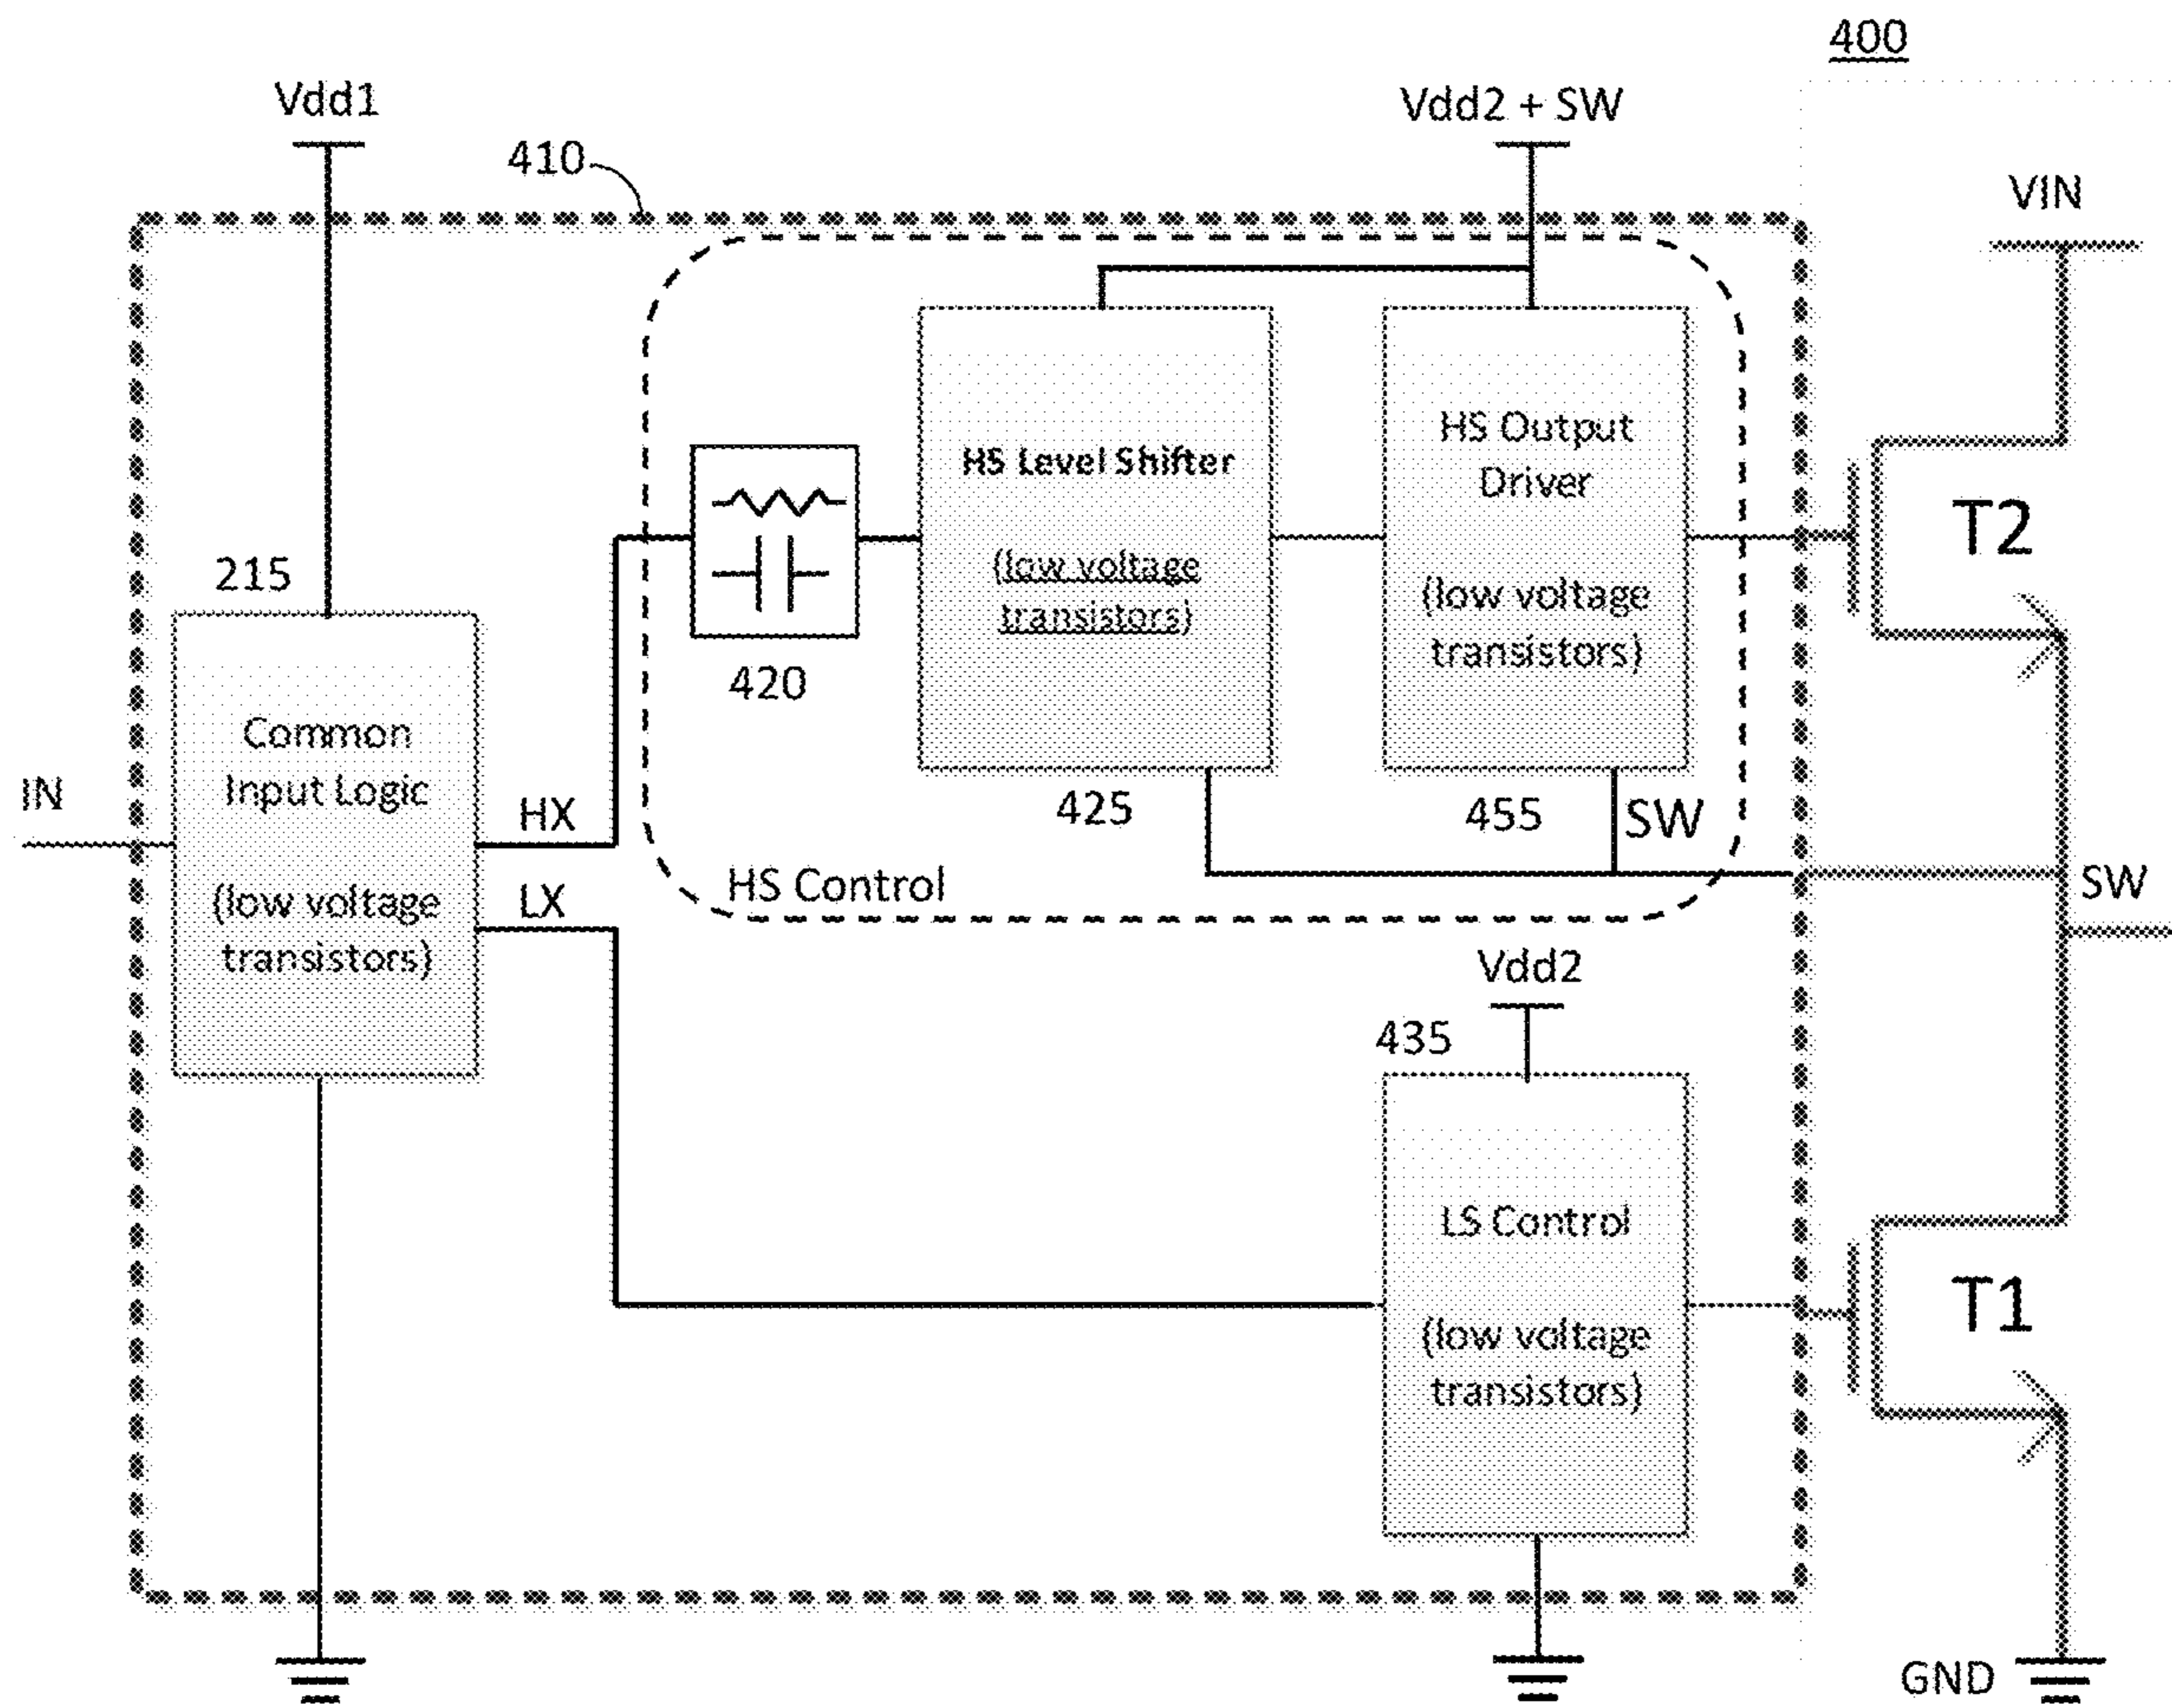 400
Vdd1
Vdd2 + SW
410
VIN
HS Level Shifter
(low voltage
transistors)
HS Output
Driver
(low voltage
transistors)
T2
215
420
Common
Input Logic
(low voltage
transistors)
IN
HX
LX
425
455
SW
HS Control
SW
Vdd2
435
LS Control
(low voltage
transistors)
T1
GND